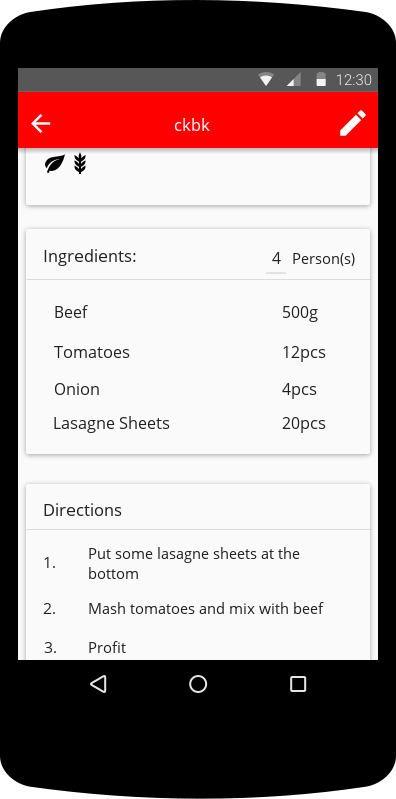 12:30
ckbk
Ingredients: 4 Person(s)
Beef 500g
Tomatoes 12pcs
Onion 4pcs
Lasagne Sheets 20pcs
Directions
1. Put some lasagne sheets at the
bottom
2. Mash tomatoes and mix with beef
3. Profit